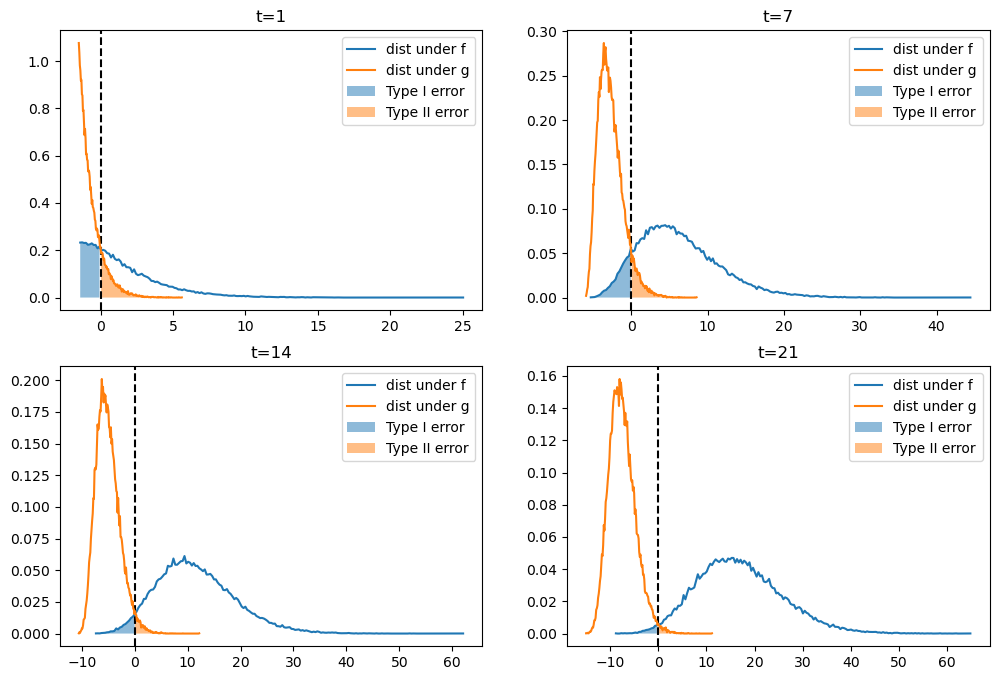 t=1
1.0
0.8
0.6
0.4
0.2
0.0
dist under f
dist under g
Type I error
Type II error
0 5 10 15 20 25
t=7
0.30
0.25
0.20
0.15
0.10
0.05
0.00
dist under f
dist under g
Type I error
Type II error
0 10 20 30 40
t=14
0.200
0.175
0.150
0.125
0.100
0.075
0.050
0.025
0.000
dist under f
dist under g
Type I error
Type II error
−10 0 10 20 30 40 50 60
t=21
0.16
0.14
0.12
0.10
0.08
0.06
0.04
0.02
0.00
dist under f
dist under g
Type I error
Type II error
−10 0 10 20 30 40 50 60